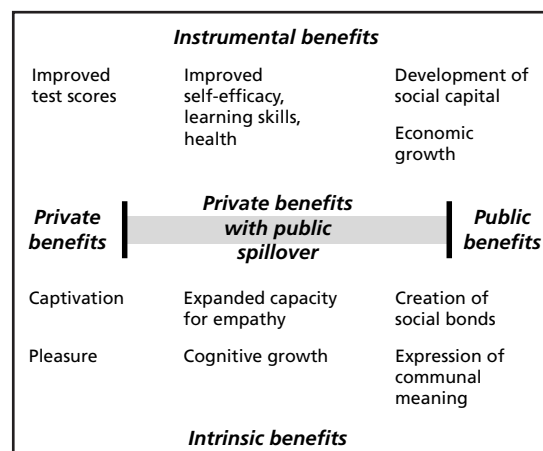 Instrumental benefits
Improved
test scores
Improved
self-efficacy,
learning skills,
health
Development of
social capital
Economic
growth
Private
benefits
Private benefits
with public
spillover
Public
benefits
Captivation
Expanded capacity
for empathy
Creation of
social bonds
Pleasure
Cognitive growth
Expression of
communal
meaning
Intrinsic benefits